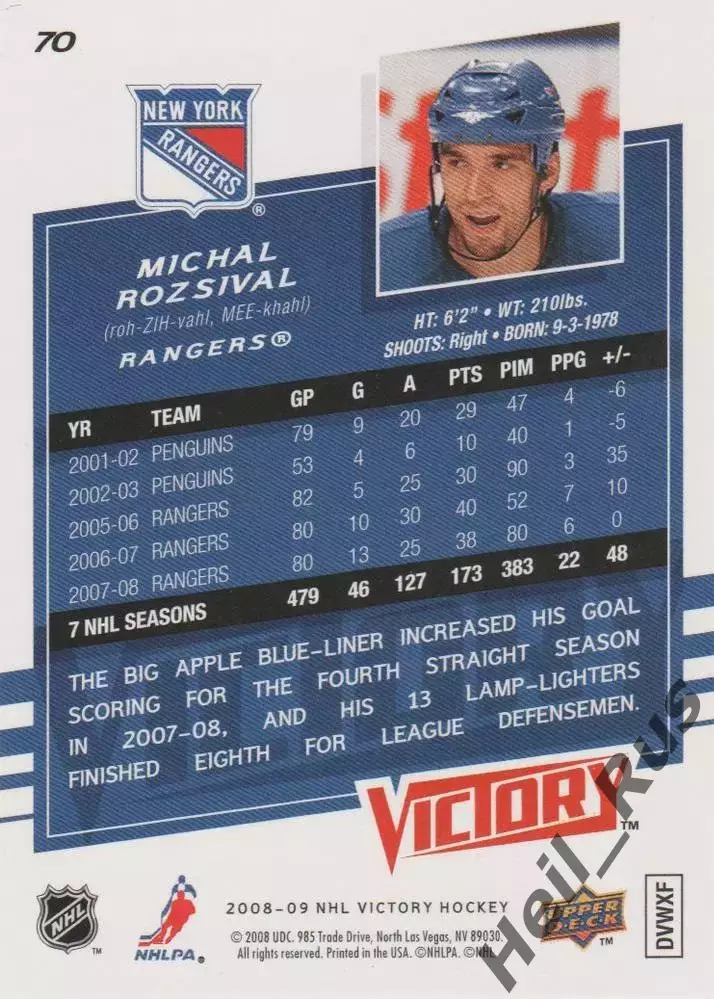 70
NEW YORK
RANGERS
®
MICHAL
ROZSIVAL
(roh-ZIH-vahl, MEE-khahl)
RANGERS®
HT: 6'2" • WT: 210lbs.
SHOOTS: Right • BORN: 9-3-1978
YR TEAM GP G A PTS PIM PPG +/-
2001-02 PENGUINS 79 9 20 29 47 4 -6
2002-03 PENGUINS 53 4 6 10 40 1 -5
2005-06 RANGERS 82 5 25 30 90 3 35
2006-07 RANGERS 80 10 30 40 52 7 10
2007-08 RANGERS 80 13 25 38 80 6 0
7 NHL SEASONS 479 46 127 173 383 22 48
THE BIG APPLE BLUE-LINER INCREASED HIS GOAL
SCORING FOR THE FOURTH STRAIGHT SEASON
IN 2007-08, AND HIS 13 LAMP-LIGHTERS
FINISHED EIGHTH FOR LEAGUE DEFENSEMEN.
VICTORY™
NHL™
NHLPA®
2008-09 NHL VICTORY HOCKEY
© 2008 UDC. 985 Trade Drive, North Las Vegas, NV 89030.
All rights reserved. Printed in the USA. ©NHLPA. ©NHL.
UPPER DECK™
DVWXF
Heil_Rus